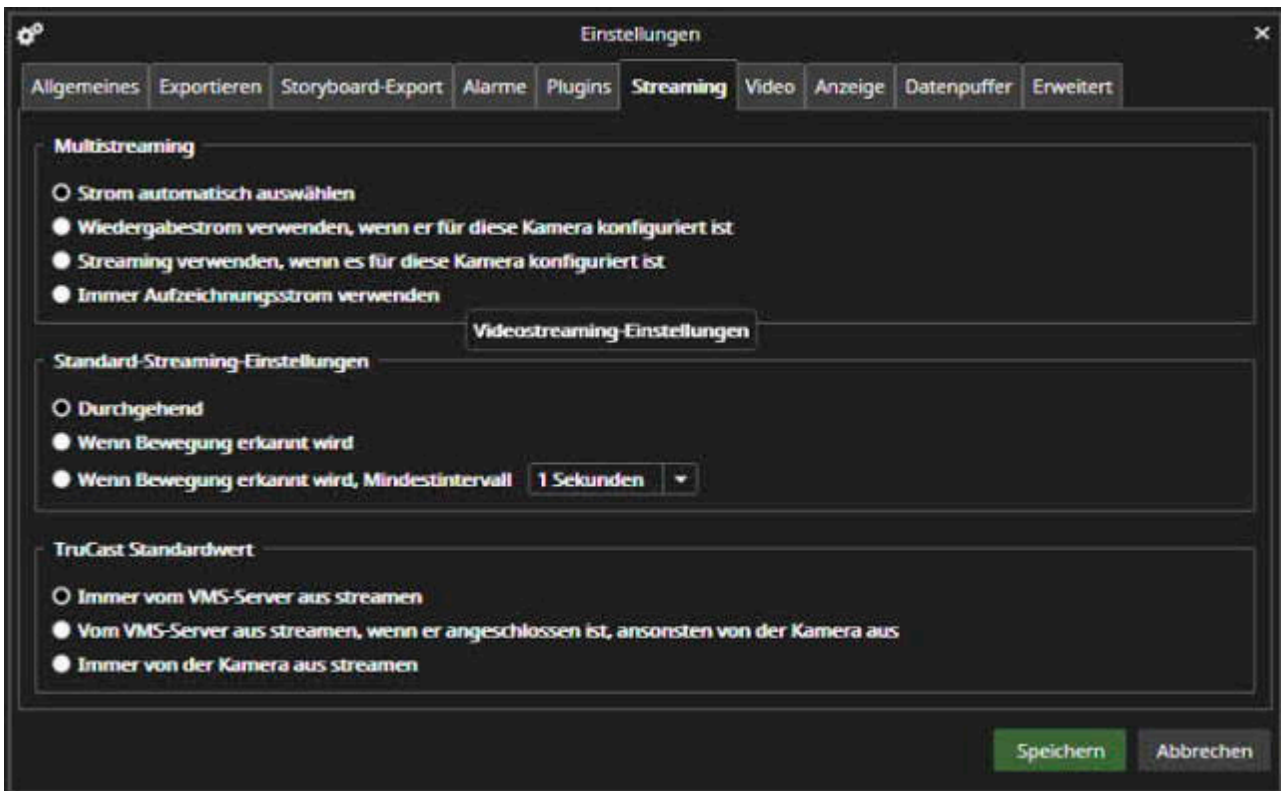 Einstellungen
Allgemeines Exportieren Storyboard-Export Alarme Plugins Streaming Video Anzeige Datenpuffer Erweitert
Multistreaming
Strom automatisch auswählen
Wiedergabestrom verwenden, wenn er für diese Kamera konfiguriert ist
Streaming verwenden, wenn es für diese Kamera konfiguriert ist
Immer Aufzeichnungsstrom verwenden
Videostreaming-Einstellungen
Standard-Streaming-Einstellungen
Durchgehend
Wenn Bewegung erkannt wird
Wenn Bewegung erkannt wird, Mindestintervall 1 Sekunden
TruCast Standardwert
Immer vom VMS-Server aus streamen
Vom VMS-Server aus streamen, wenn er angeschlossen ist, ansonsten von der Kamera aus
Immer von der Kamera aus streamen
Speichern Abbrechen